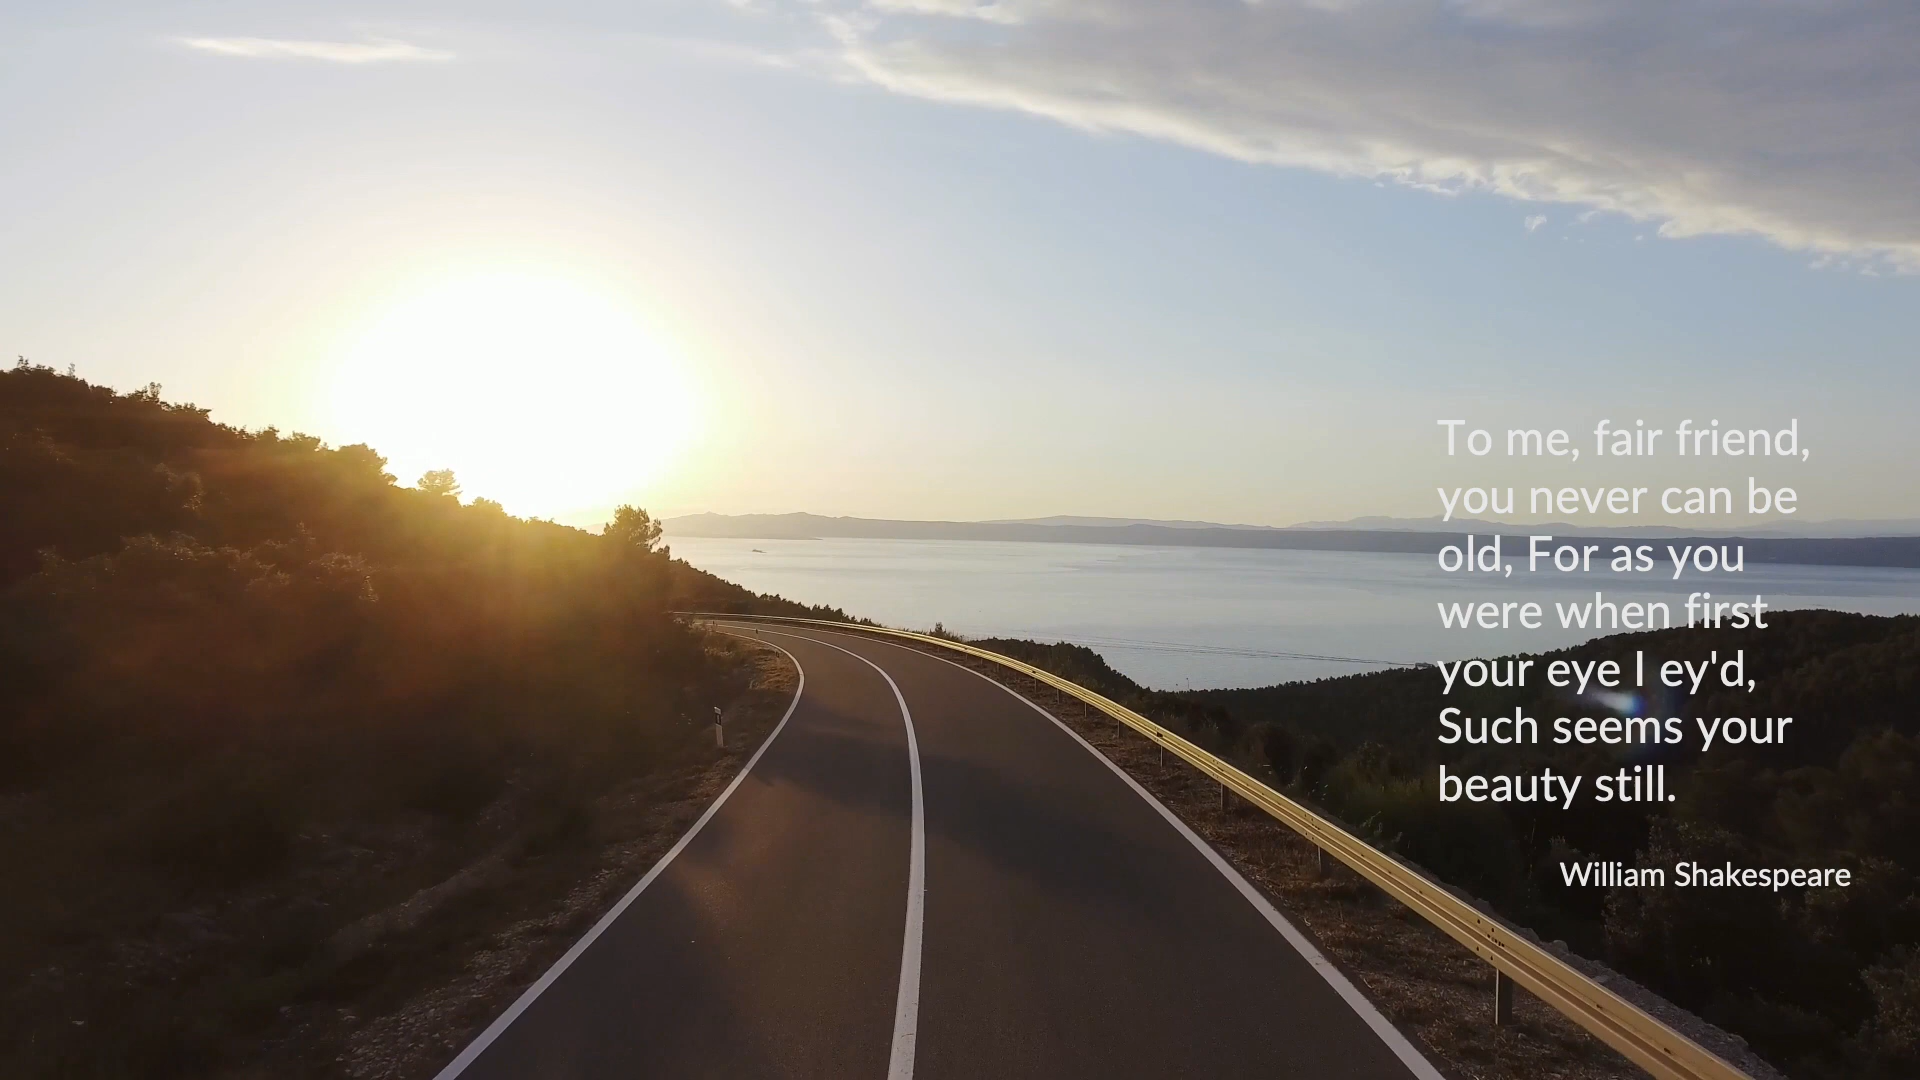 To me, fair friend,
you never can be
old, For as you
were when first
your eye I ey'd,
Such seems your
beauty still.
William Shakespeare